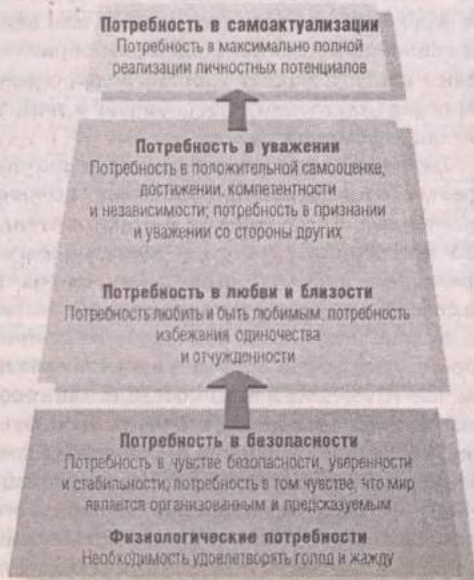 Потребность в самоактуализации
Потребность в максимально полной
реализации личностных потенциалов
Потребность в уважении
Потребность в положительной самооценке,
достижении, компетентности
и независимости; потребность в признании
и уважении со стороны других
Потребность в любви и близости
Потребность любить и быть любимым, потребность
избежания одиночества
и отчужденности
Потребность в безопасности
Потребность в чувстве безопасности, уверенности
и стабильности; потребность в том чувстве, что мир
является организованным и предсказуемым
Физиологические потребности
Необходимость удовлетворять голод и жажду